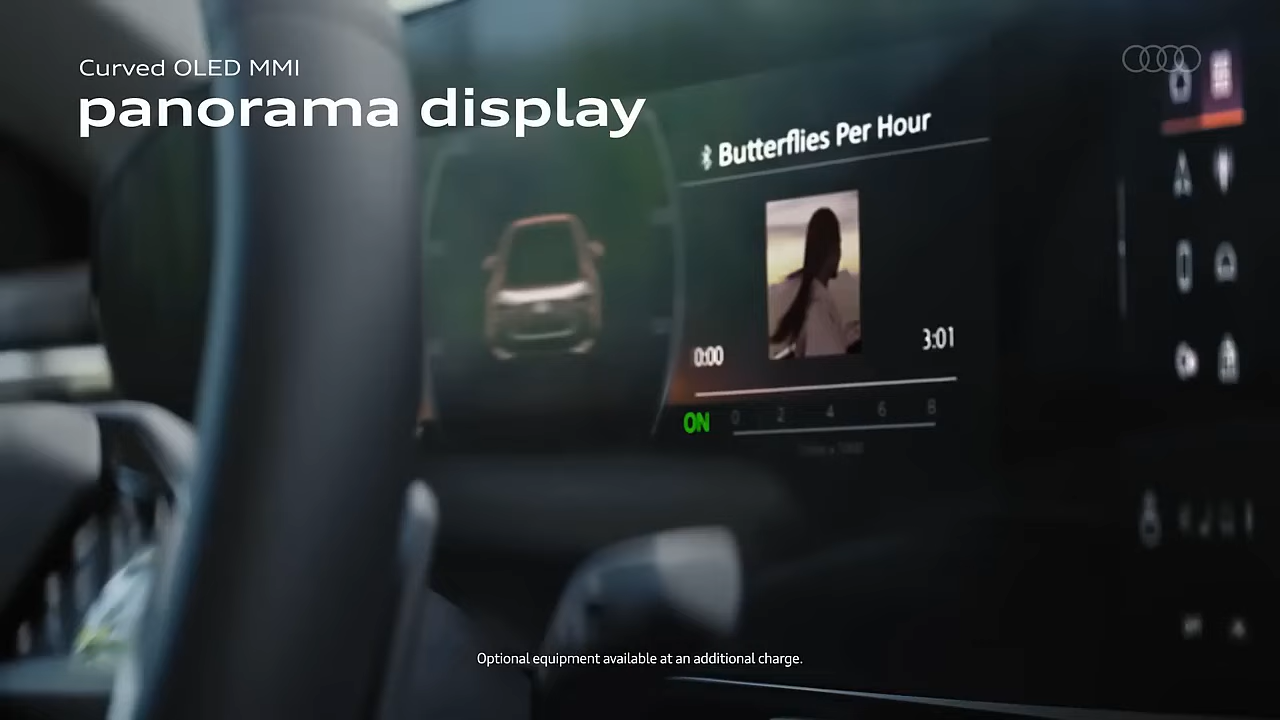 Curved OLED MMI
panorama display
Butterflies Per Hour
0:00
3:01
ON
0 2 4 6 8
Optional equipment available at an additional charge.